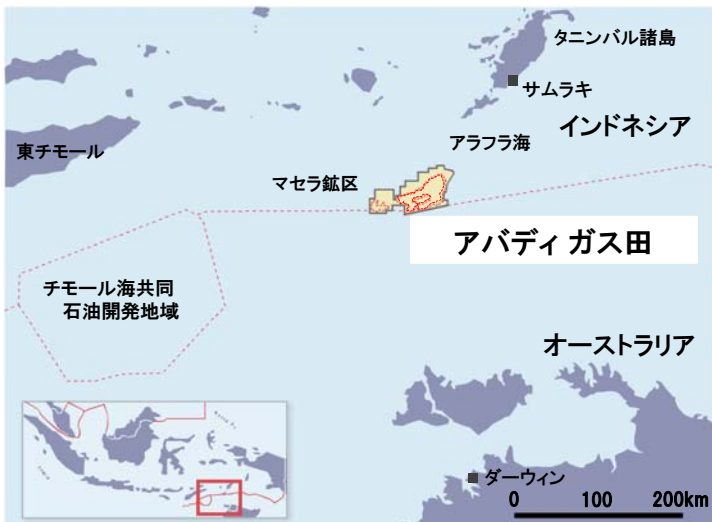 タニンバル諸島
サムラキ
インドネシア
アラフラ海
東チモール
マセラ鉱区
アバディ ガス田
チモール海共同
石油開発地域
オーストラリア
ダーウィン
0 100 200km